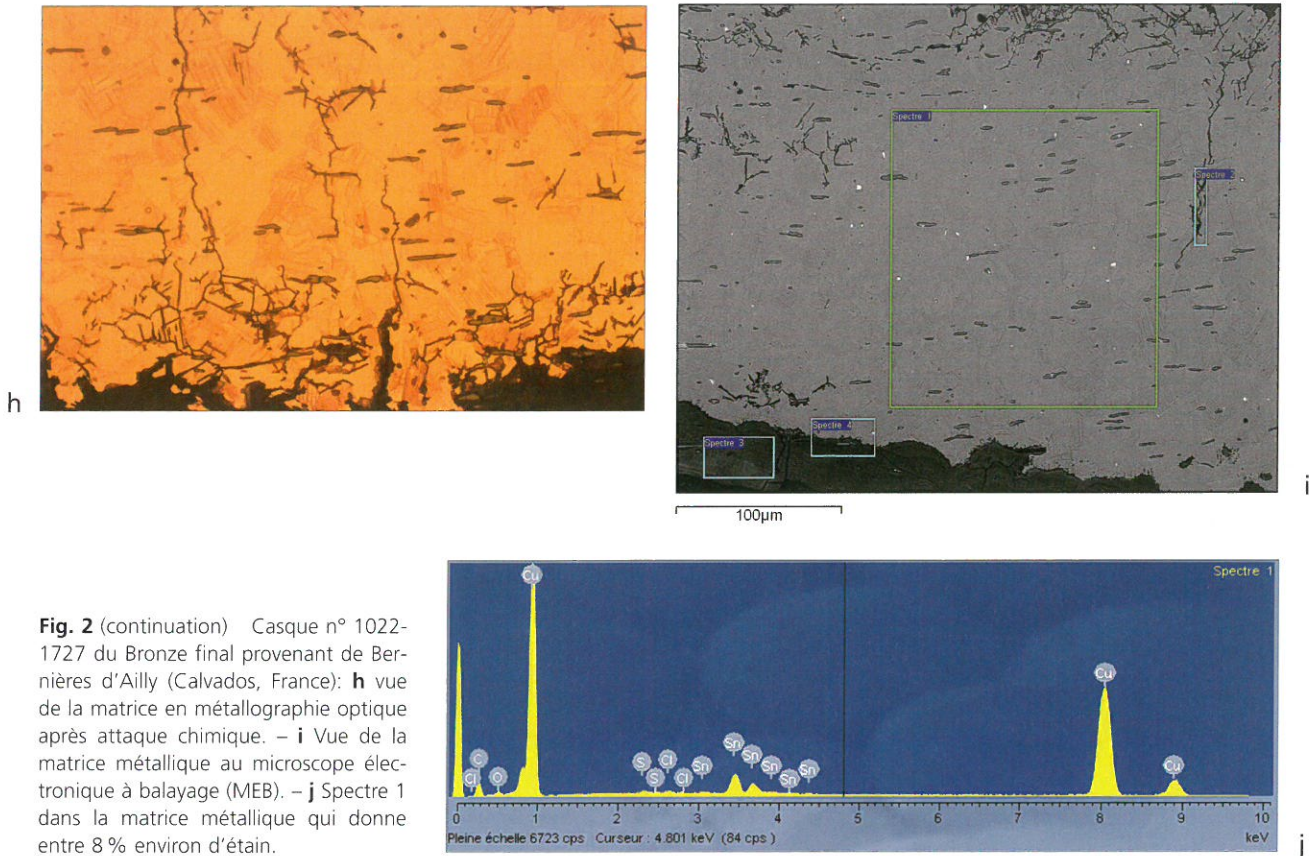 h
Spectre 1
Spectre 2
Spectre 3
Spectre 4
i
100µm
Fig. 2 (continuation) Casque n° 1022-
1727 du Bronze final provenant de Ber-
nières d'Ailly (Calvados, France): h vue
de la matrice en métallographie optique
après attaque chimique. – i Vue de la
matrice métallique au microscope élec-
tronique à balayage (MEB). – j Spectre 1
dans la matrice métallique qui donne
entre 8 % environ d'étain.
Spectre 1
Cu
Cu
Sn
S Cl Sn Sn Sn Sn
C
Cl O S Cl Sn Cu
0 1 2 3 4 5 6 7 8 9 10
Pleine échelle 6723 cps Curseur : 4.801 keV (84 cps ) keV
j